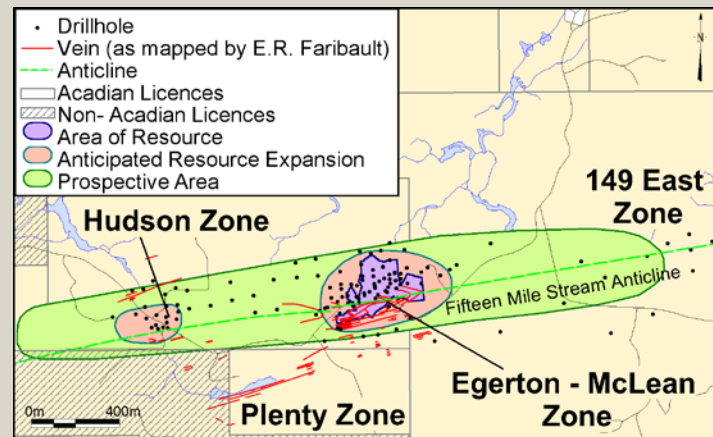 Drillhole
Vein (as mapped by E.R. Faribault)
Anticline
Acadian Licences
Non- Acadian Licences
Area of Resource
Anticipated Resource Expansion
Prospective Area
N
149 East
Zone
Hudson Zone
Fifteen Mile Stream Anticline
Egerton - McLean
Zone
Plenty Zone
0m 400m